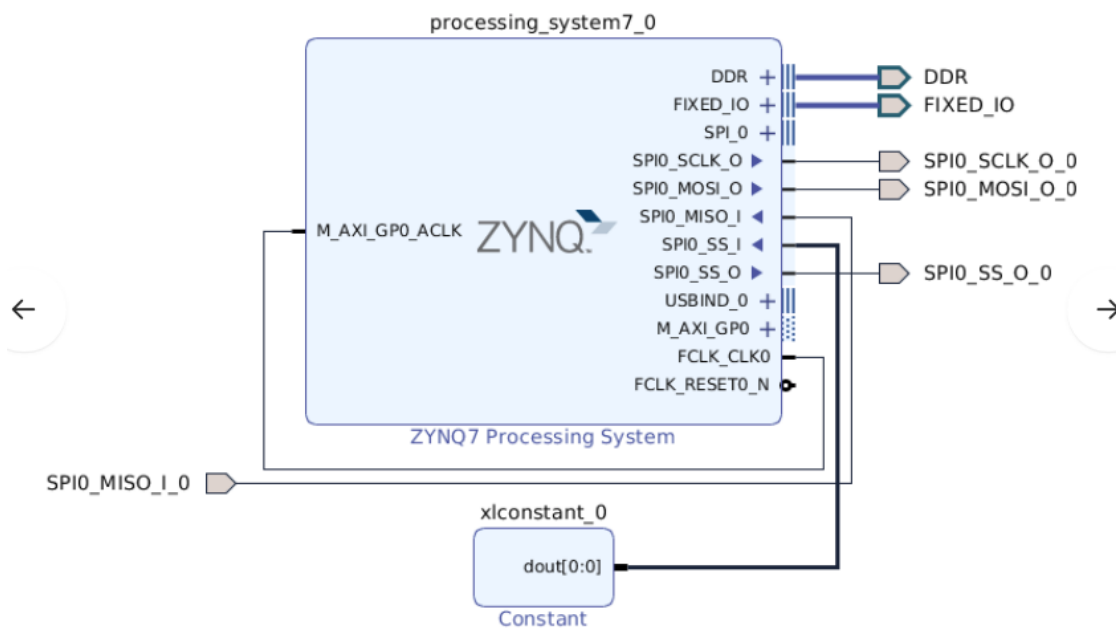 processing_system7_0
DDR
FIXED_IO
SPI_0
SPI0_SCLK_O
SPI0_MOSI_O
SPI0_MISO_I
SPI0_SS_I
SPI0_SS_O
USBIND_0
M_AXI_GP0
FCLK_CLK0
FCLK_RESET0_N
M_AXI_GP0_ACLK
ZYNQ
ZYNQ7 Processing System
DDR
FIXED_IO
SPI0_SCLK_O_0
SPI0_MOSI_O_0
SPI0_SS_O_0
SPI0_MISO_I_0
xlconstant_0
dout[0:0]
Constant